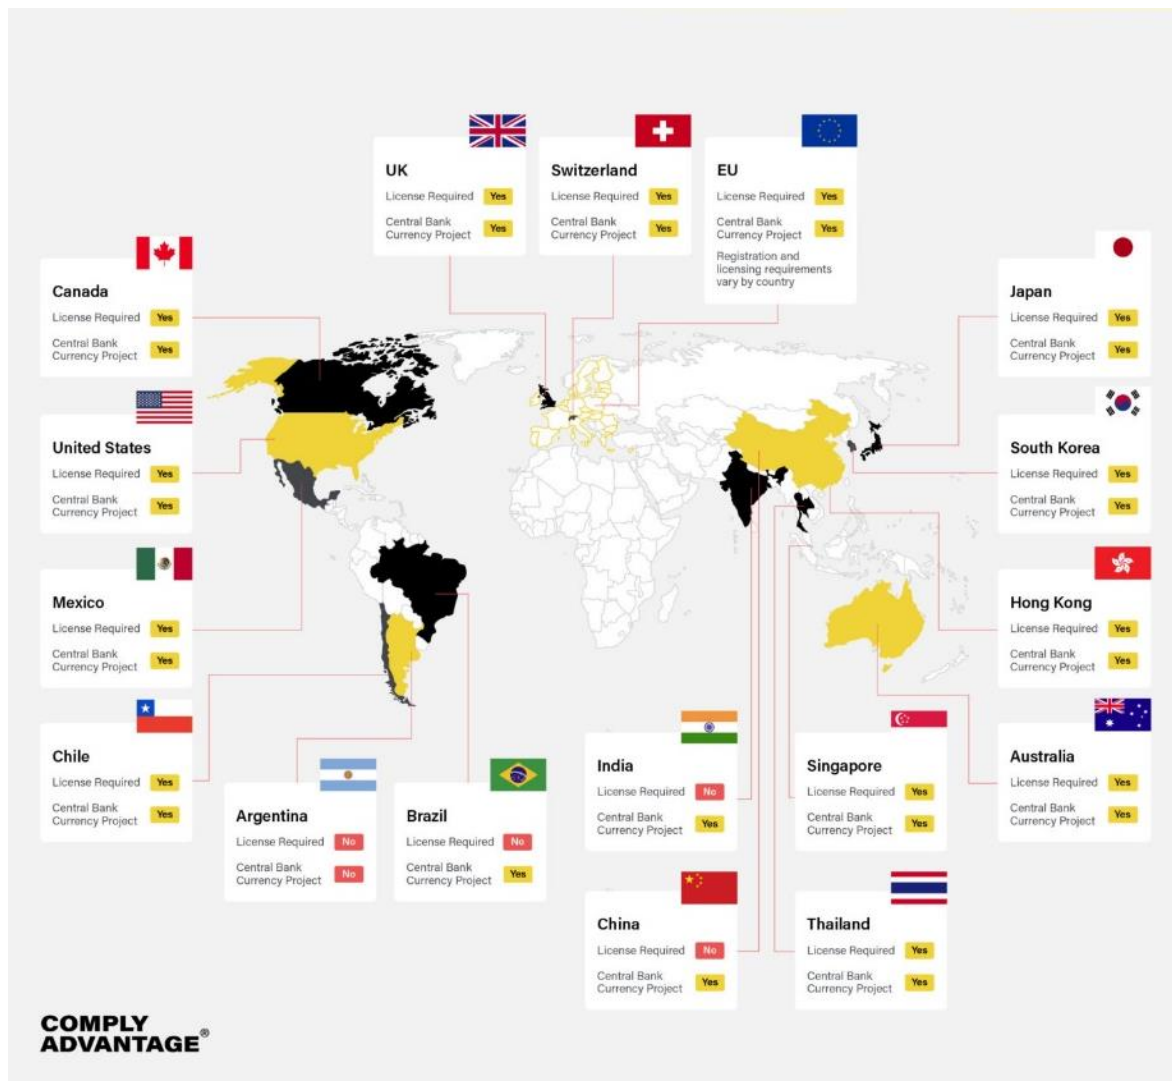 UK
License Required Yes
Central Bank
Currency Project Yes
Switzerland
License Required Yes
Central Bank
Currency Project Yes
EU
License Required Yes
Central Bank
Currency Project Yes
Registration and
licensing requirements
vary by country
Canada
License Required Yes
Central Bank
Currency Project Yes
United States
License Required Yes
Central Bank
Currency Project Yes
Mexico
License Required Yes
Central Bank
Currency Project Yes
Chile
License Required Yes
Central Bank
Currency Project Yes
Argentina
License Required No
Central Bank
Currency Project No
Brazil
License Required No
Central Bank
Currency Project Yes
India
License Required No
Central Bank
Currency Project Yes
China
License Required No
Central Bank
Currency Project Yes
Singapore
License Required Yes
Central Bank
Currency Project Yes
Thailand
License Required Yes
Central Bank
Currency Project Yes
Japan
License Required Yes
Central Bank
Currency Project Yes
South Korea
License Required Yes
Central Bank
Currency Project Yes
Hong Kong
License Required Yes
Central Bank
Currency Project Yes
Australia
License Required Yes
Central Bank
Currency Project Yes
COMPLY
ADVANTAGE®